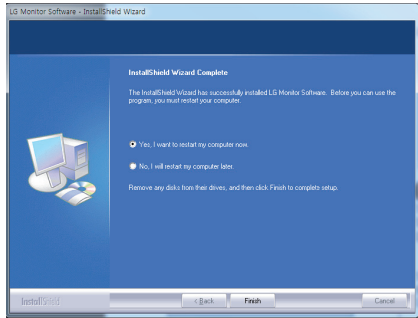 LG Monitor Software - InstallShield Wizard
InstallShield Wizard Complete
The InstallShield Wizard has successfully installed LG Monitor Software. Before you can use the
program, you must restart your computer.
Yes, I want to restart my computer now.
No, I will restart my computer later.
Remove any disks from their drives, and then click Finish to complete setup.
InstallShield
< Back Finish Cancel